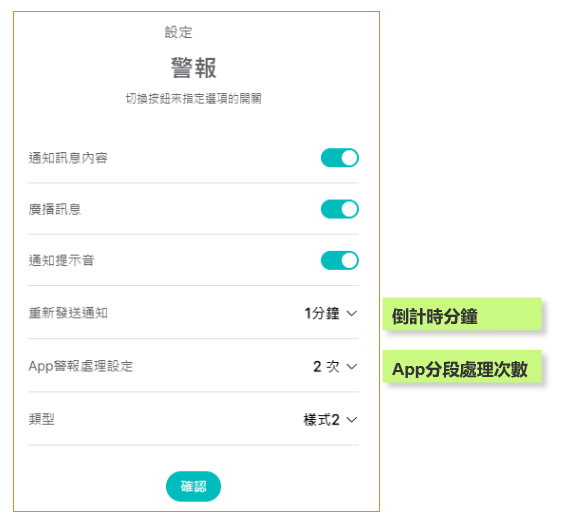 設定
警報
切換按鈕來指定選項的開關
通知訊息內容
廣播訊息
通知提示音
重新發送通知 1分鐘
倒計時分鐘
App警報處理設定 2 次
App分段處理次數
類型 樣式2
確認